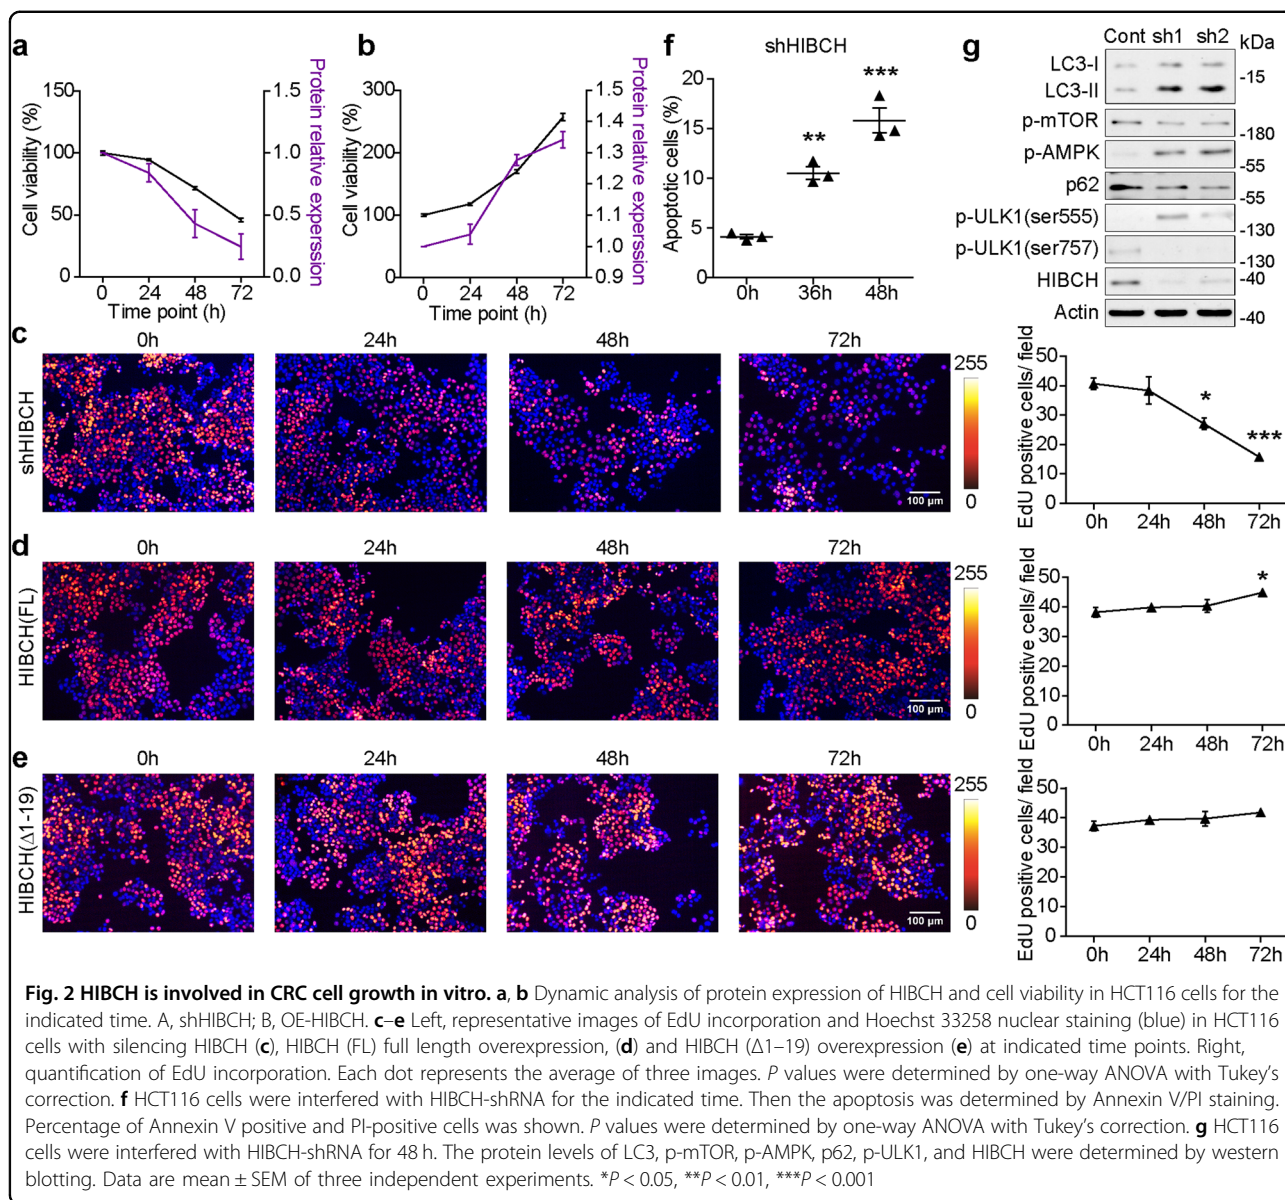 a
b
f
g
150
100
50
0
Cell viability (%)
1.5
1.0
0.5
0.0
Protein relative experssion
0 24 48 72
Time point (h)
300
200
100
0
Cell viability (%)
1.5
1.4
1.3
1.2
1.1
1.0
0.9
Protein relative experssion
0 24 48 72
Time point (h)
shHIBCH
20
15
10
5
0
Apoptotic cells (%)
**
***
0h 36h 48h
Cont sh1 sh2 kDa
LC3-I
-15
LC3-II
p-mTOR
-180
p-AMPK
-55
p62
-55
p-ULK1(ser555)
-130
p-ULK1(ser757)
-130
HIBCH
-40
Actin
-40
c
0h 24h 48h 72h
shHIBCH
100 µm
255
0
50
40
30
20
10
0
EdU positive cells/ field
*
***
0h 24h 48h 72h
d
0h 24h 48h 72h
HIBCH(FL)
100 µm
255
0
50
40
30
20
10
0
EdU positive cells/ field
*
0h 24h 48h 72h
e
0h 24h 48h 72h
HIBCH(Δ1-19)
100 µm
255
0
50
40
30
20
10
0
EdU positive cells/ field
0h 24h 48h 72h
Fig. 2 HIBCH is involved in CRC cell growth in vitro. a, b Dynamic analysis of protein expression of HIBCH and cell viability in HCT116 cells for the
indicated time. A, shHIBCH; B, OE-HIBCH. c–e Left, representative images of EdU incorporation and Hoechst 33258 nuclear staining (blue) in HCT116
cells with silencing HIBCH (c), HIBCH (FL) full length overexpression, (d) and HIBCH (Δ1–19) overexpression (e) at indicated time points. Right,
quantification of EdU incorporation. Each dot represents the average of three images. P values were determined by one-way ANOVA with Tukey's
correction. f HCT116 cells were interfered with HIBCH-shRNA for the indicated time. Then the apoptosis was determined by Annexin V/PI staining.
Percentage of Annexin V positive and PI-positive cells was shown. P values were determined by one-way ANOVA with Tukey's correction. g HCT116
cells were interfered with HIBCH-shRNA for 48 h. The protein levels of LC3, p-mTOR, p-AMPK, p62, p-ULK1, and HIBCH were determined by western
blotting. Data are mean ± SEM of three independent experiments. *P < 0.05, **P < 0.01, ***P < 0.001